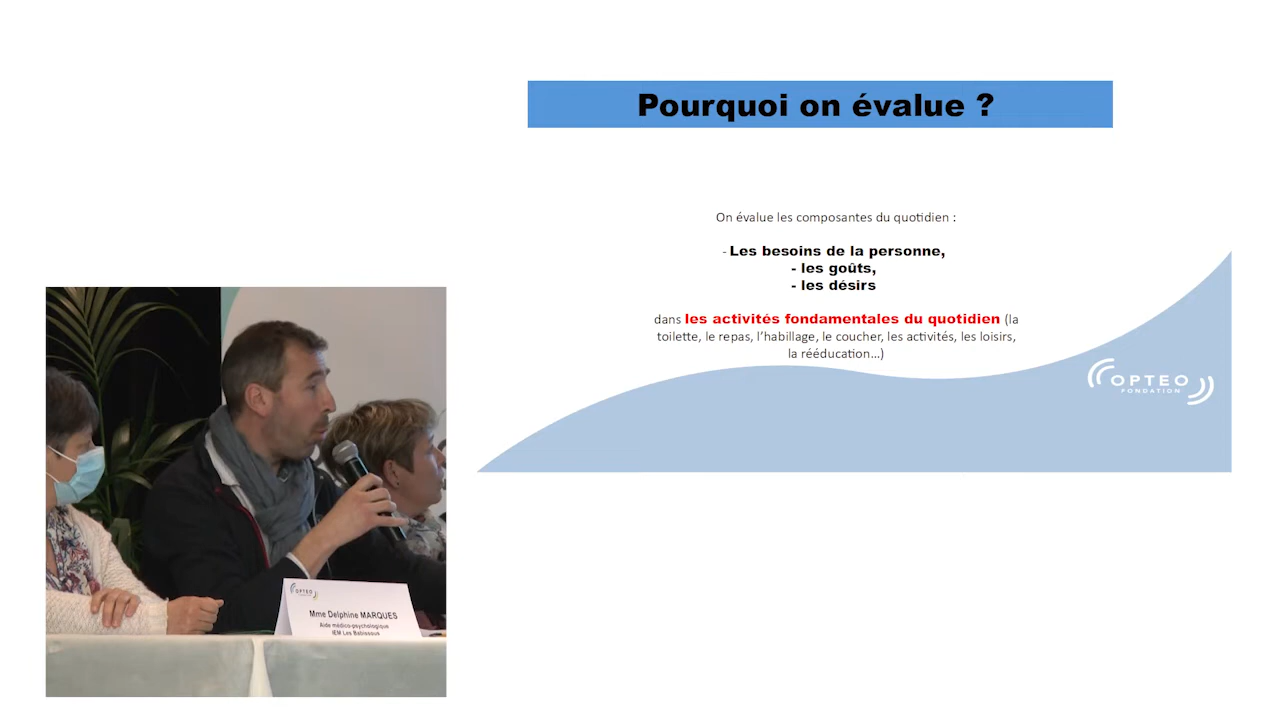 Pourquoi on évalue ?
On évalue les composantes du quotidien :
- Les besoins de la personne,
- les goûts,
- les désirs
dans les activités fondamentales du quotidien (la
toilette, le repas, l'habillage, le coucher, les activités, les loisirs,
la rééducation…)
OPTEO
FONDATION
OPTEO
Mme Delphine MARQUES
Aide médico-psychologique
IEM Les Babissous